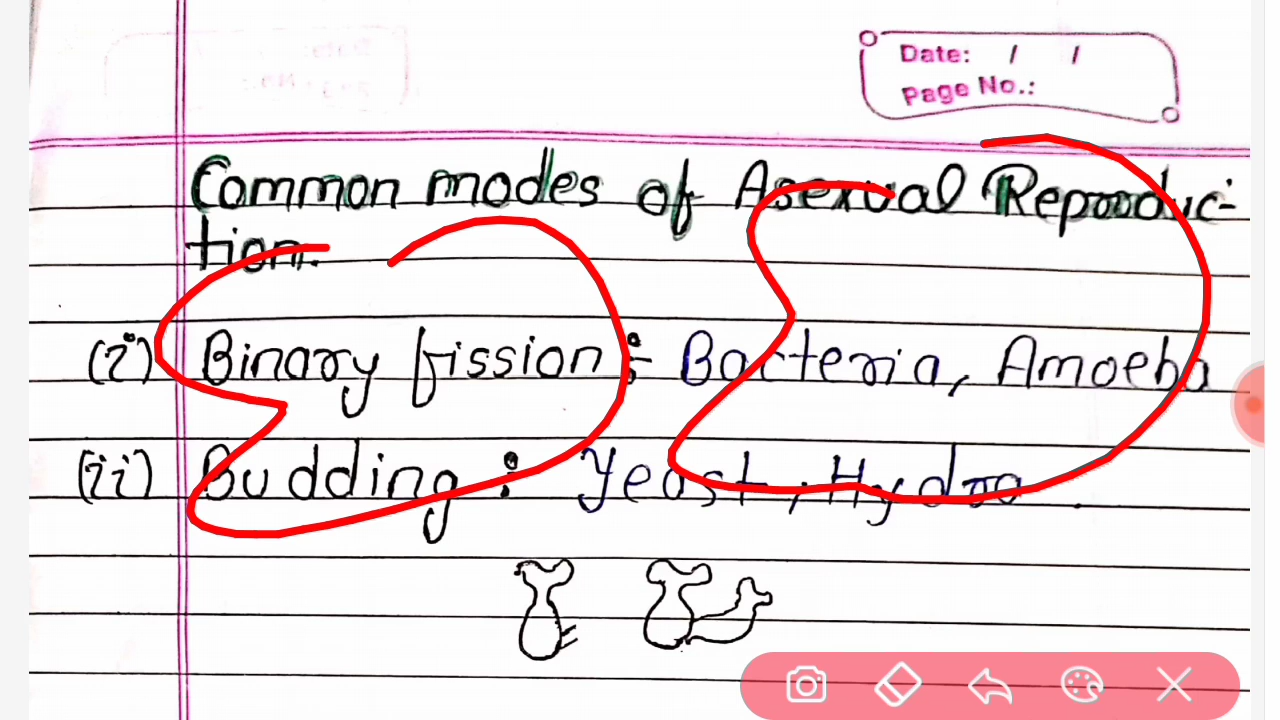 Date: / /
Page No.:
Common modes of Asexual Reproduc-
tion.
(i) Binary fission : Bacteria, Amoeba
(ii) Budding : Yeast, Hydra.